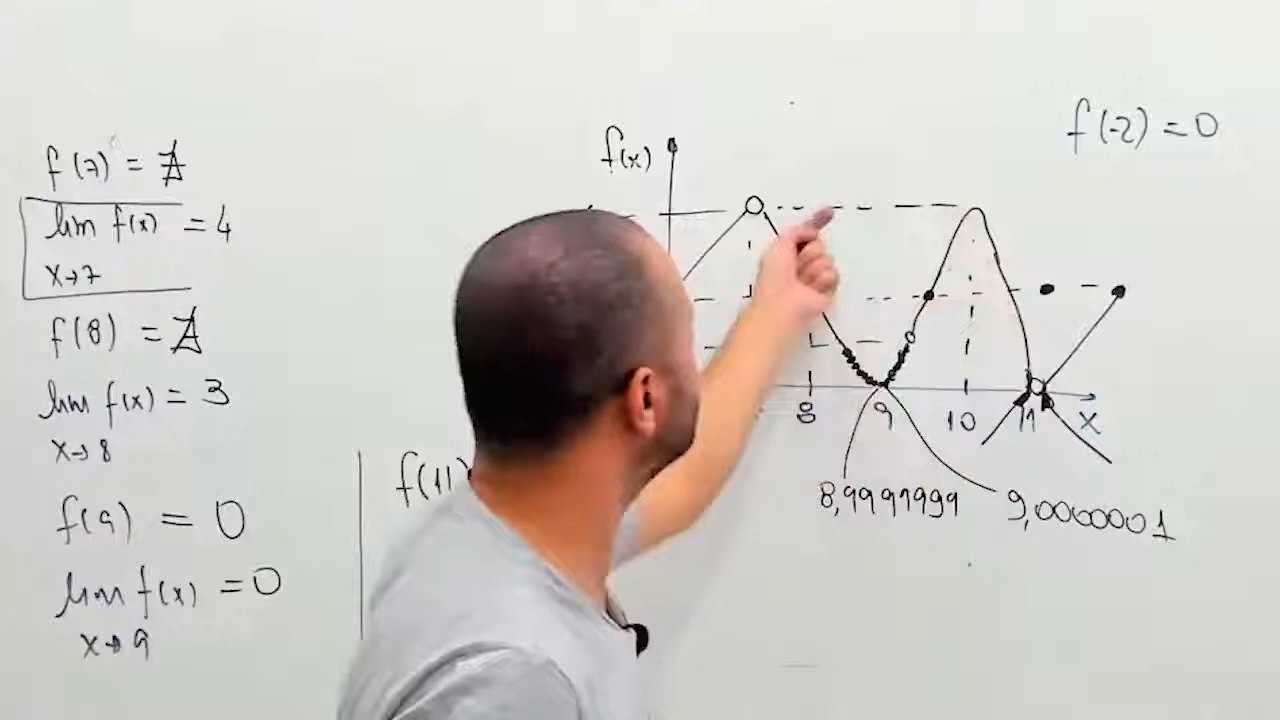 f(7) = ∄
lim f(x) = 4
x→7
f(8) = ∄
lim f(x) = 3
x→8
f(9) = 0
lim f(x) = 0
x→9
f(11)
f(x)
8
9
10
11
x
8,9999999
9,0000001
f(-2) = 0